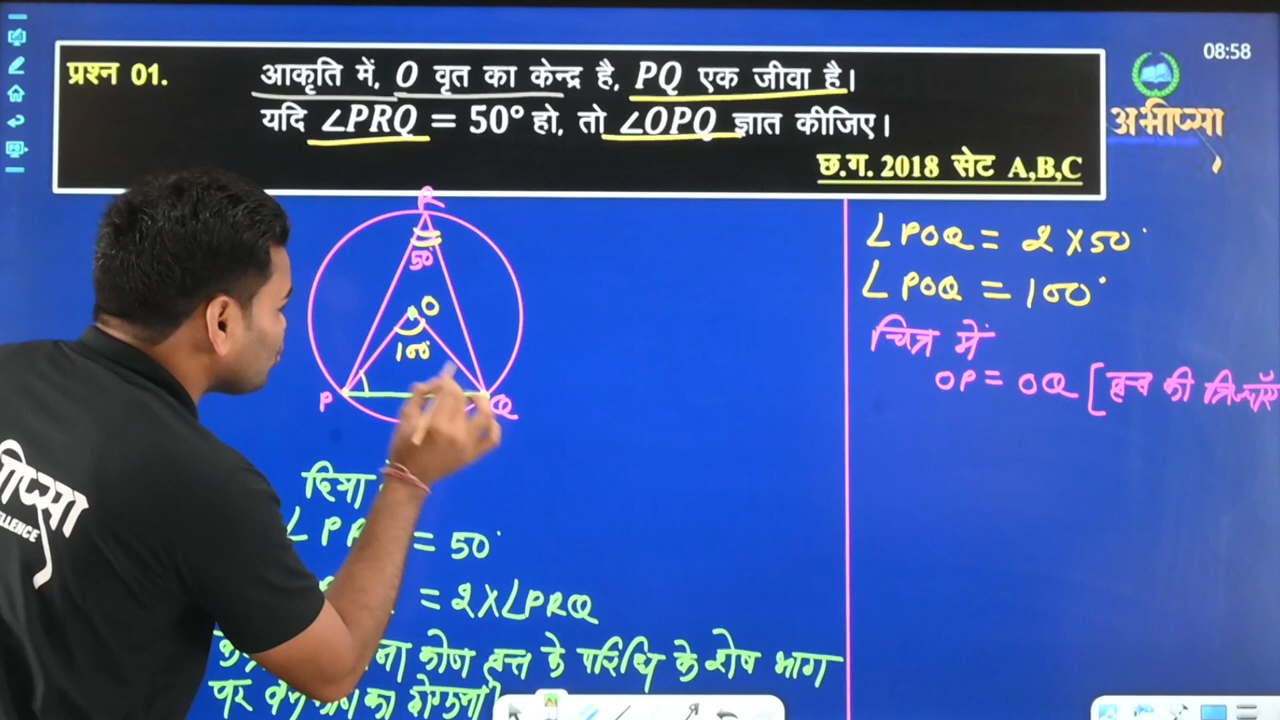 08:58
प्रश्न 01. आकृति में, O वृत का केन्द्र है, PQ एक जीवा है।
यदि ∠PRQ = 50° हो, तो ∠OPQ ज्ञात कीजिए।
छ.ग. 2018 सेट A,B,C
अभीप्सा
R
50°
O
100°
P
Q
दिया
= 50°
= 2×∠PRQ
कोण वृत्त के परिधि के शेष भाग
पर
∠POQ = 2×50°
∠POQ = 100°
चित्र में
OP = OQ [वृत्त की त्रिज्याएँ